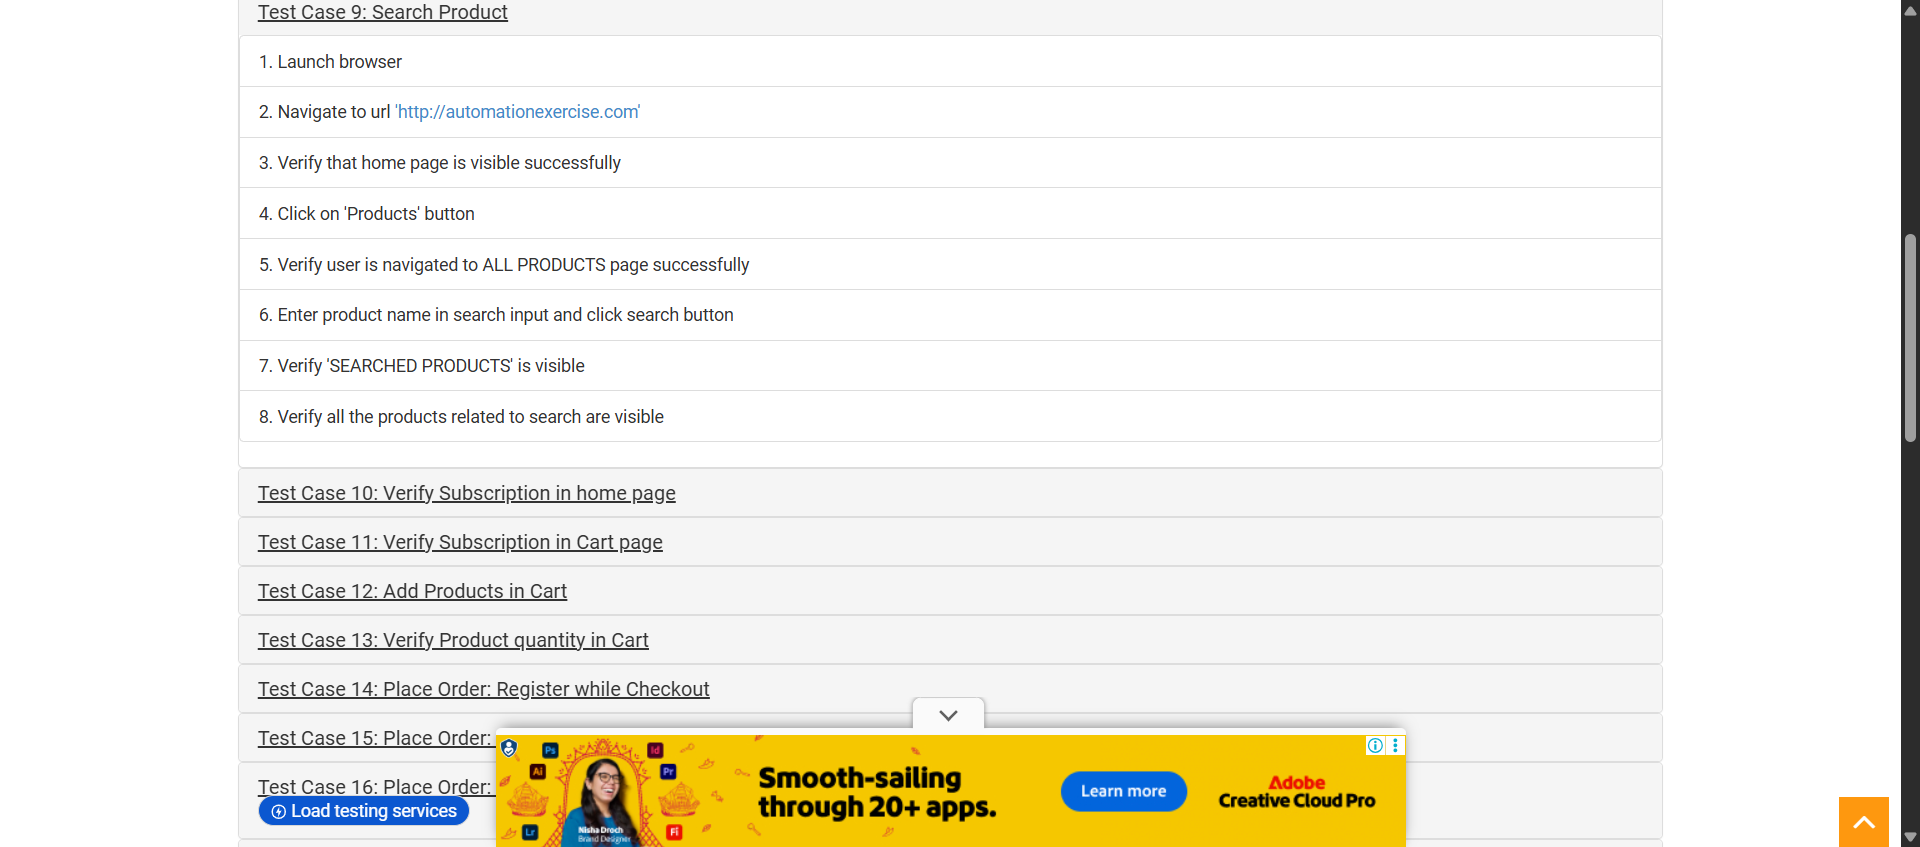 Test Case 9: Search Product
1. Launch browser
2. Navigate to url 'http://automationexercise.com'
3. Verify that home page is visible successfully
4. Click on 'Products' button
5. Verify user is navigated to ALL PRODUCTS page successfully
6. Enter product name in search input and click search button
7. Verify 'SEARCHED PRODUCTS' is visible
8. Verify all the products related to search are visible
Test Case 10: Verify Subscription in home page
Test Case 11: Verify Subscription in Cart page
Test Case 12: Add Products in Cart
Test Case 13: Verify Product quantity in Cart
Test Case 14: Place Order: Register while Checkout
Test Case 15: Place Order:
Test Case 16: Place Order:
Load testing services
Ps
Id
Ai
Pr
Lr
Fl
Nisha Droch
Brand Designer
Smooth-sailing
through 20+ apps.
Learn more
Adobe
Creative Cloud Pro